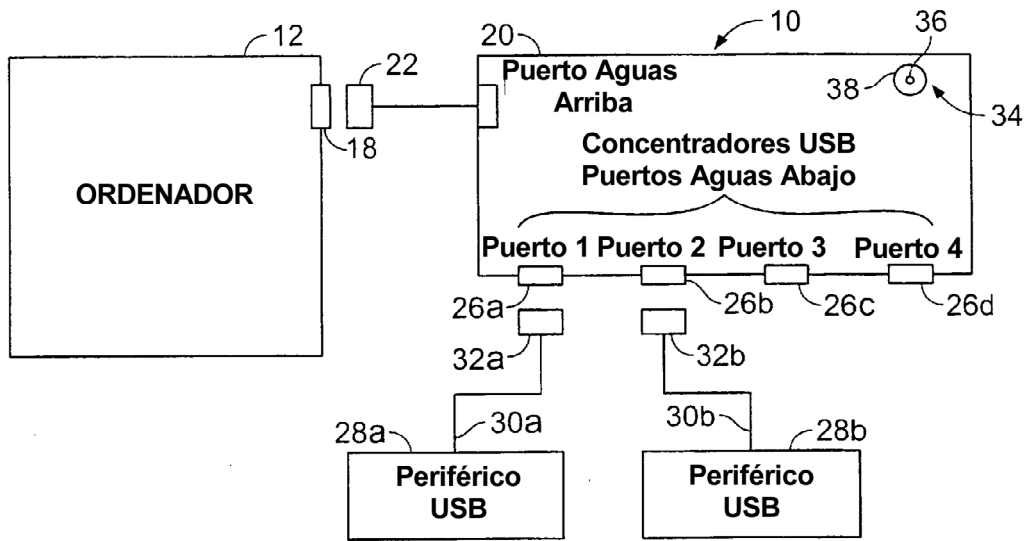 10
12
20
36
22
Puerto Aguas
Arriba
38
34
18
Concentradores USB
Puertos Aguas Abajo
ORDENADOR
Puerto 1 Puerto 2 Puerto 3 Puerto 4
26a
26b
26c
26d
32a
32b
28a
30a
30b
28b
Periférico
USB
Periférico
USB